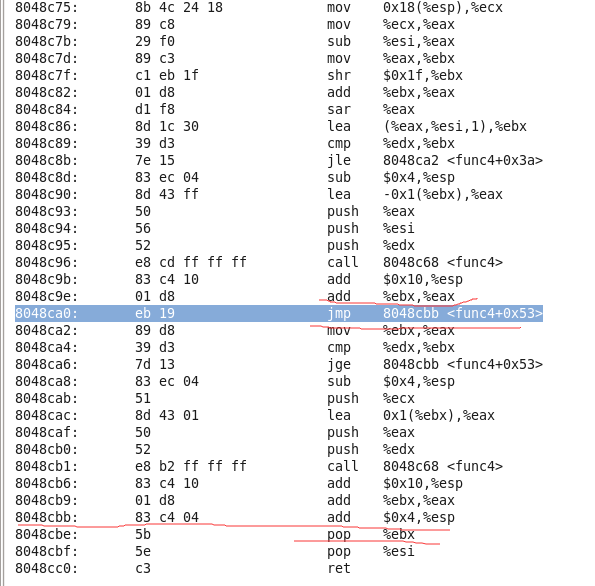 8048c75: 8b 4c 24 18 mov 0x18(%esp),%ecx
8048c79: 89 c8 mov %ecx,%eax
8048c7b: 29 f0 sub %esi,%eax
8048c7d: 89 c3 mov %eax,%ebx
8048c7f: c1 eb 1f shr $0x1f,%ebx
8048c82: 01 d8 add %ebx,%eax
8048c84: d1 f8 sar %eax
8048c86: 8d 1c 30 lea (%eax,%esi,1),%ebx
8048c89: 39 d3 cmp %edx,%ebx
8048c8b: 7e 15 jle 8048ca2 <func4+0x3a>
8048c8d: 83 ec 04 sub $0x4,%esp
8048c90: 8d 43 ff lea -0x1(%ebx),%eax
8048c93: 50 push %eax
8048c94: 56 push %esi
8048c95: 52 push %edx
8048c96: e8 cd ff ff ff call 8048c68 <func4>
8048c9b: 83 c4 10 add $0x10,%esp
8048c9e: 01 d8 add %ebx,%eax
8048ca0: eb 19 jmp 8048cbb <func4+0x53>
8048ca2: 89 d8 mov %ebx,%eax
8048ca4: 39 d3 cmp %edx,%ebx
8048ca6: 7d 13 jge 8048cbb <func4+0x53>
8048ca8: 83 ec 04 sub $0x4,%esp
8048cab: 51 push %ecx
8048cac: 8d 43 01 lea 0x1(%ebx),%eax
8048caf: 50 push %eax
8048cb0: 52 push %edx
8048cb1: e8 b2 ff ff ff call 8048c68 <func4>
8048cb6: 83 c4 10 add $0x10,%esp
8048cb9: 01 d8 add %ebx,%eax
8048cbb: 83 c4 04 add $0x4,%esp
8048cbe: 5b pop %ebx
8048cbf: 5e pop %esi
8048cc0: c3 ret